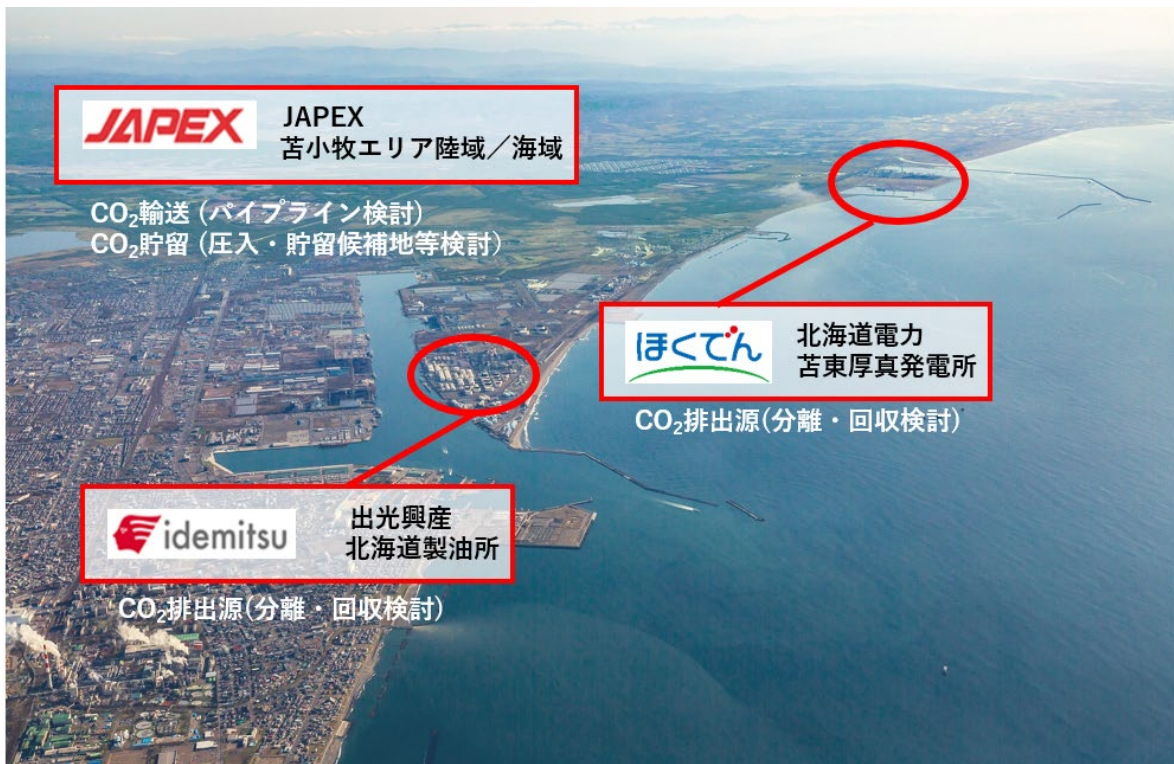 JAPEX
JAPEX
苫小牧エリア陸域／海域
CO₂輸送 (パイプライン検討)
CO₂貯留 (圧入・貯留候補地等検討)
ほくでん
北海道電力
苫東厚真発電所
CO₂排出源(分離・回収検討)
idemitsu
出光興産
北海道製油所
CO₂排出源(分離・回収検討)